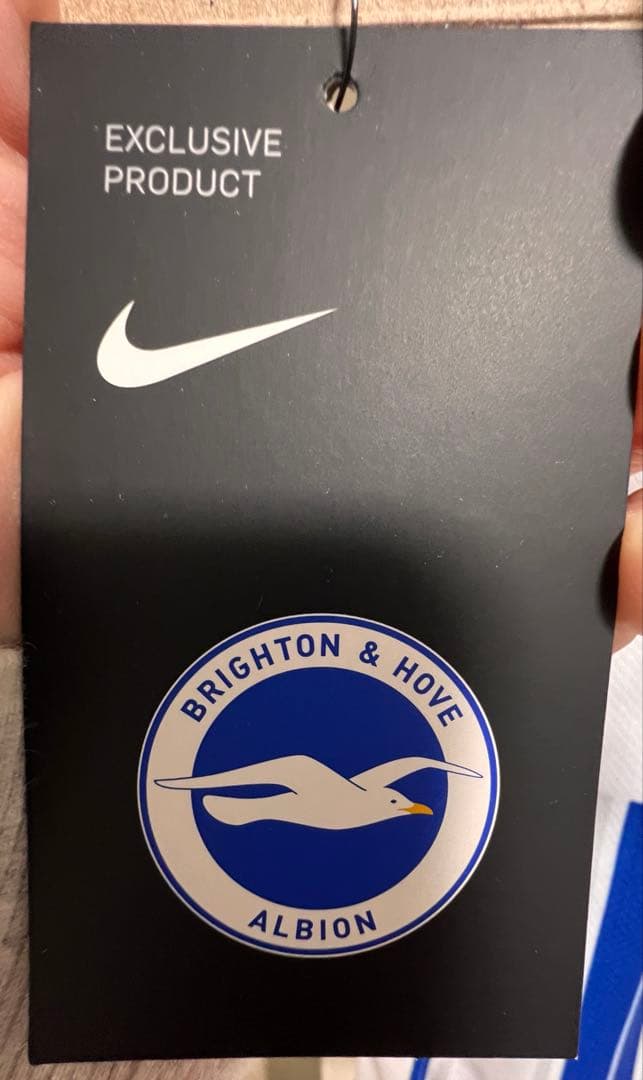 EXCLUSIVE
PRODUCT
BRIGHTON & HOVE
ALBION